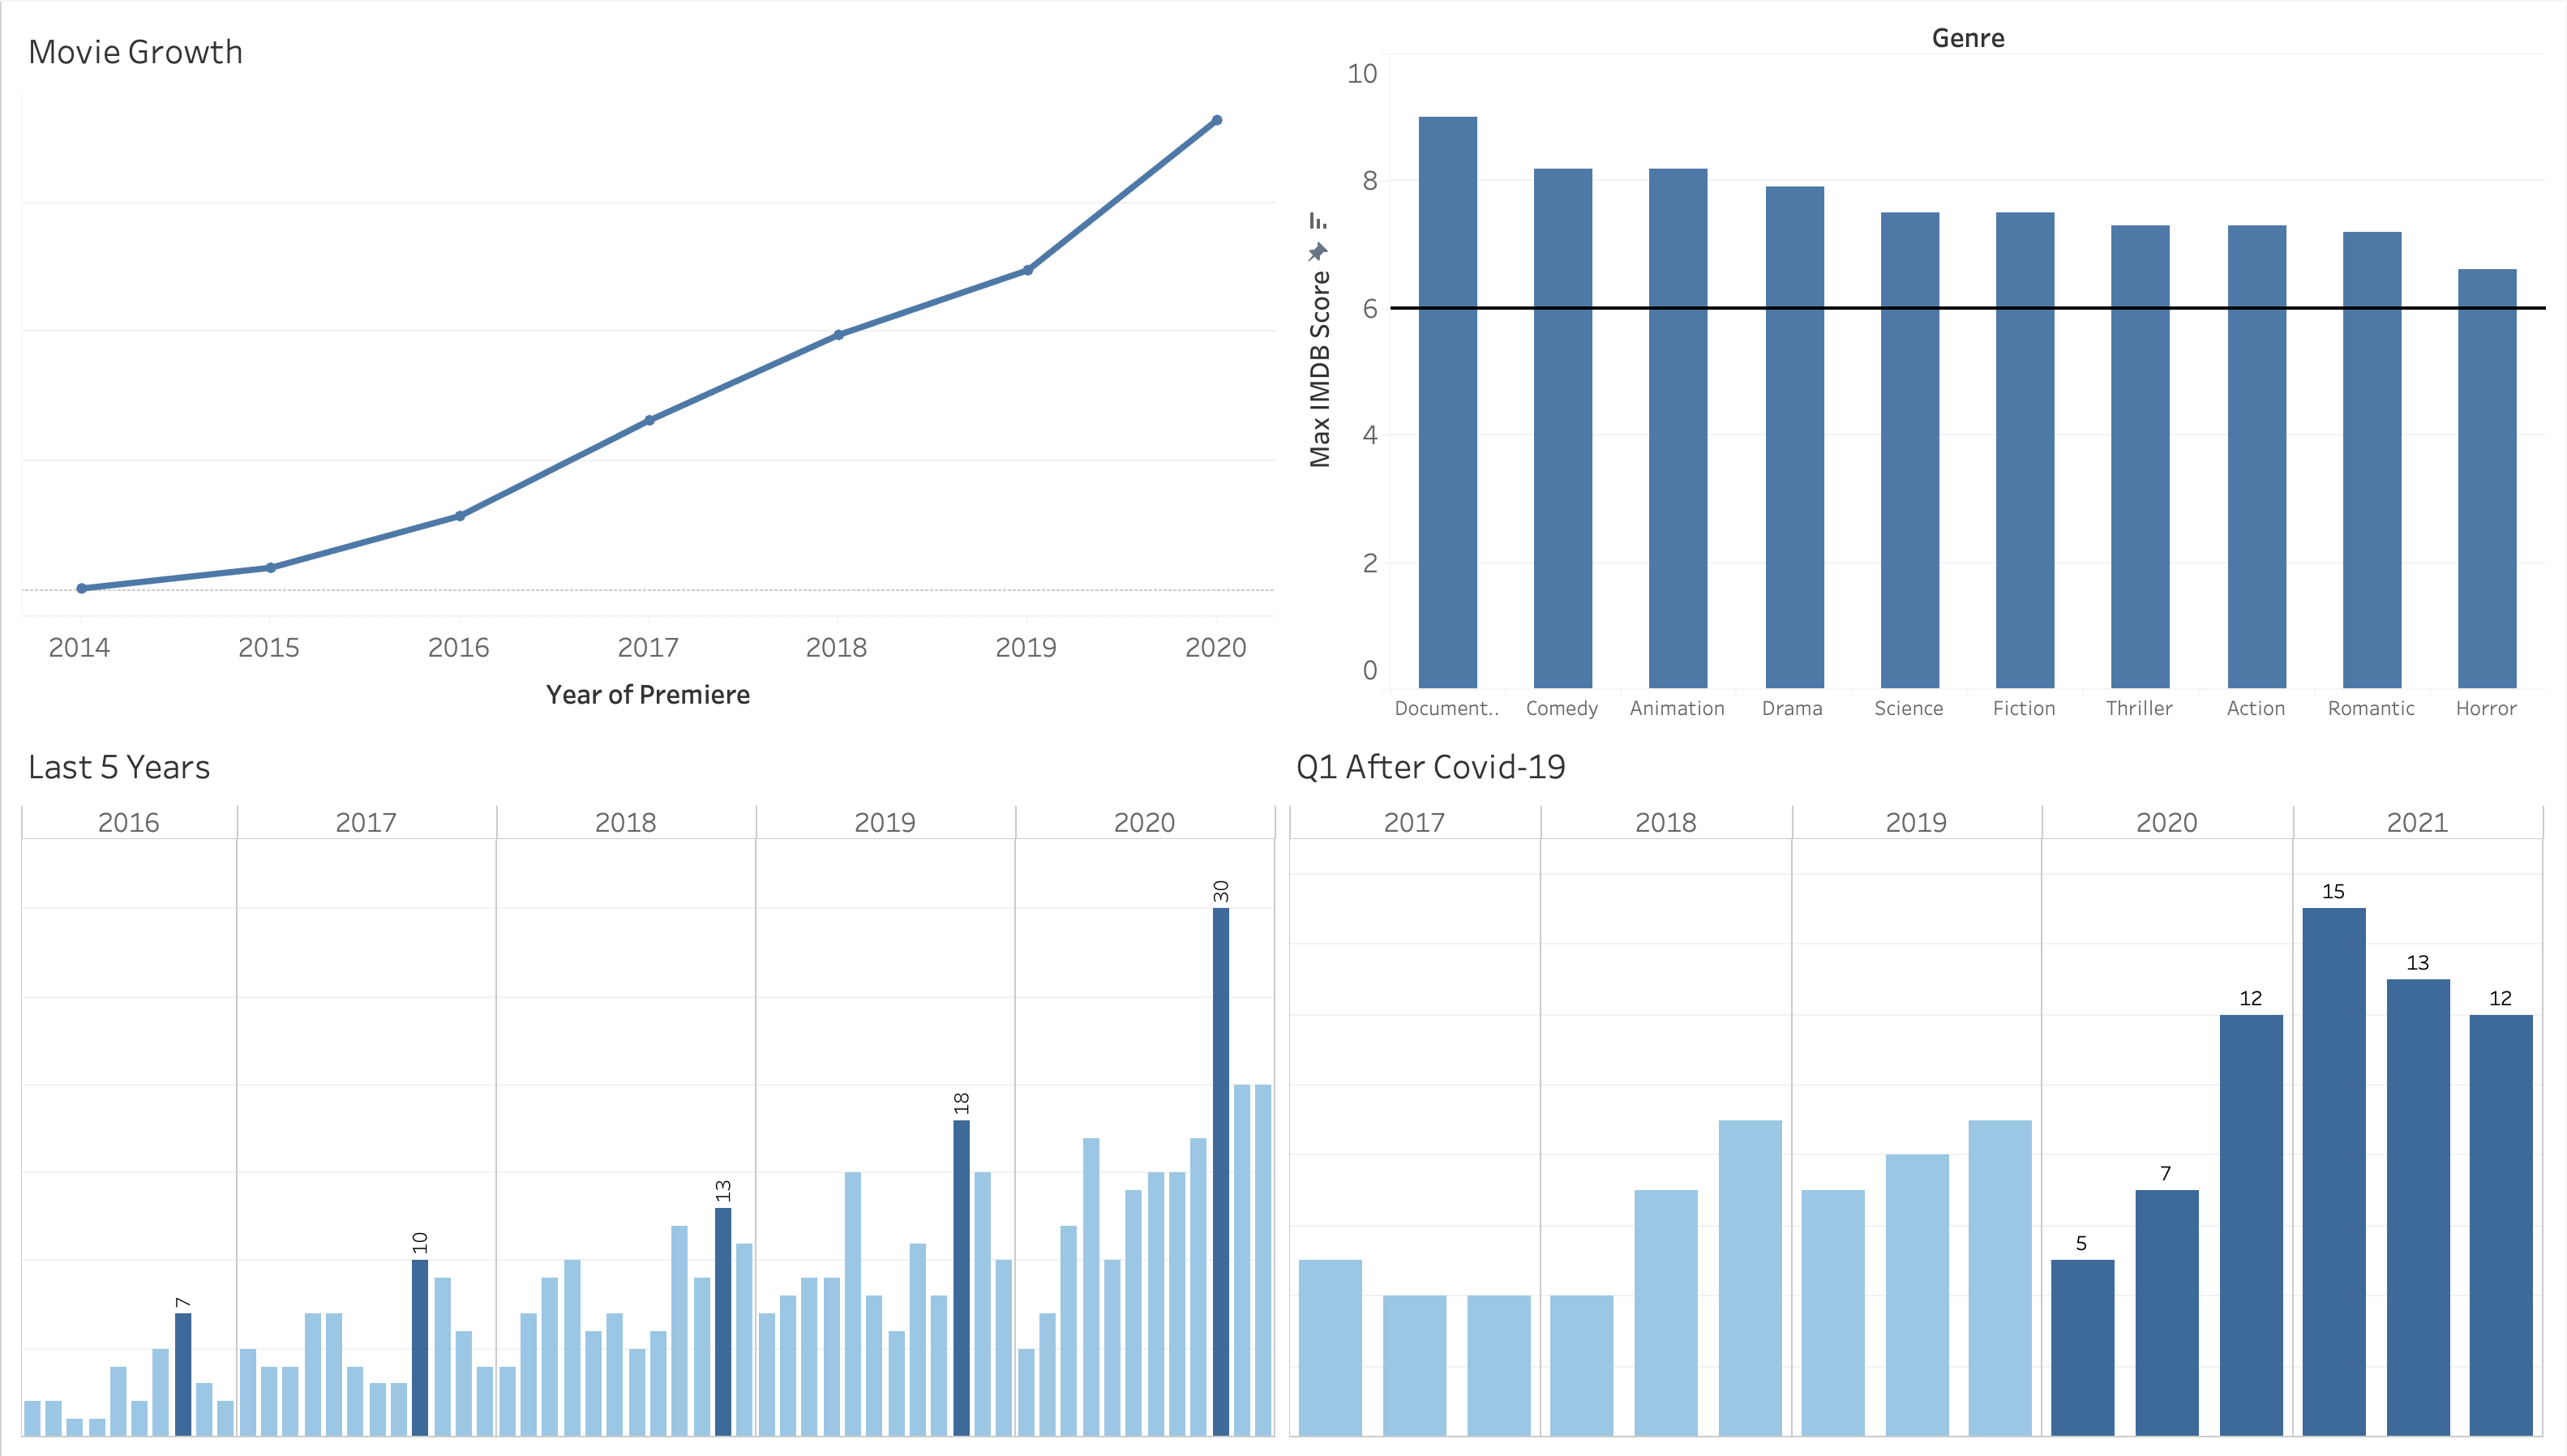 Movie Growth
2014 2015 2016 2017 2018 2019 2020
Year of Premiere
Genre
Max IMDB Score
10
8
6
4
2
0
Document.. Comedy Animation Drama Science Fiction Thriller Action Romantic Horror
Last 5 Years
2016 2017 2018 2019 2020
7 10 13 18 30
Q1 After Covid-19
2017 2018 2019 2020 2021
5 7 12 15 13 12